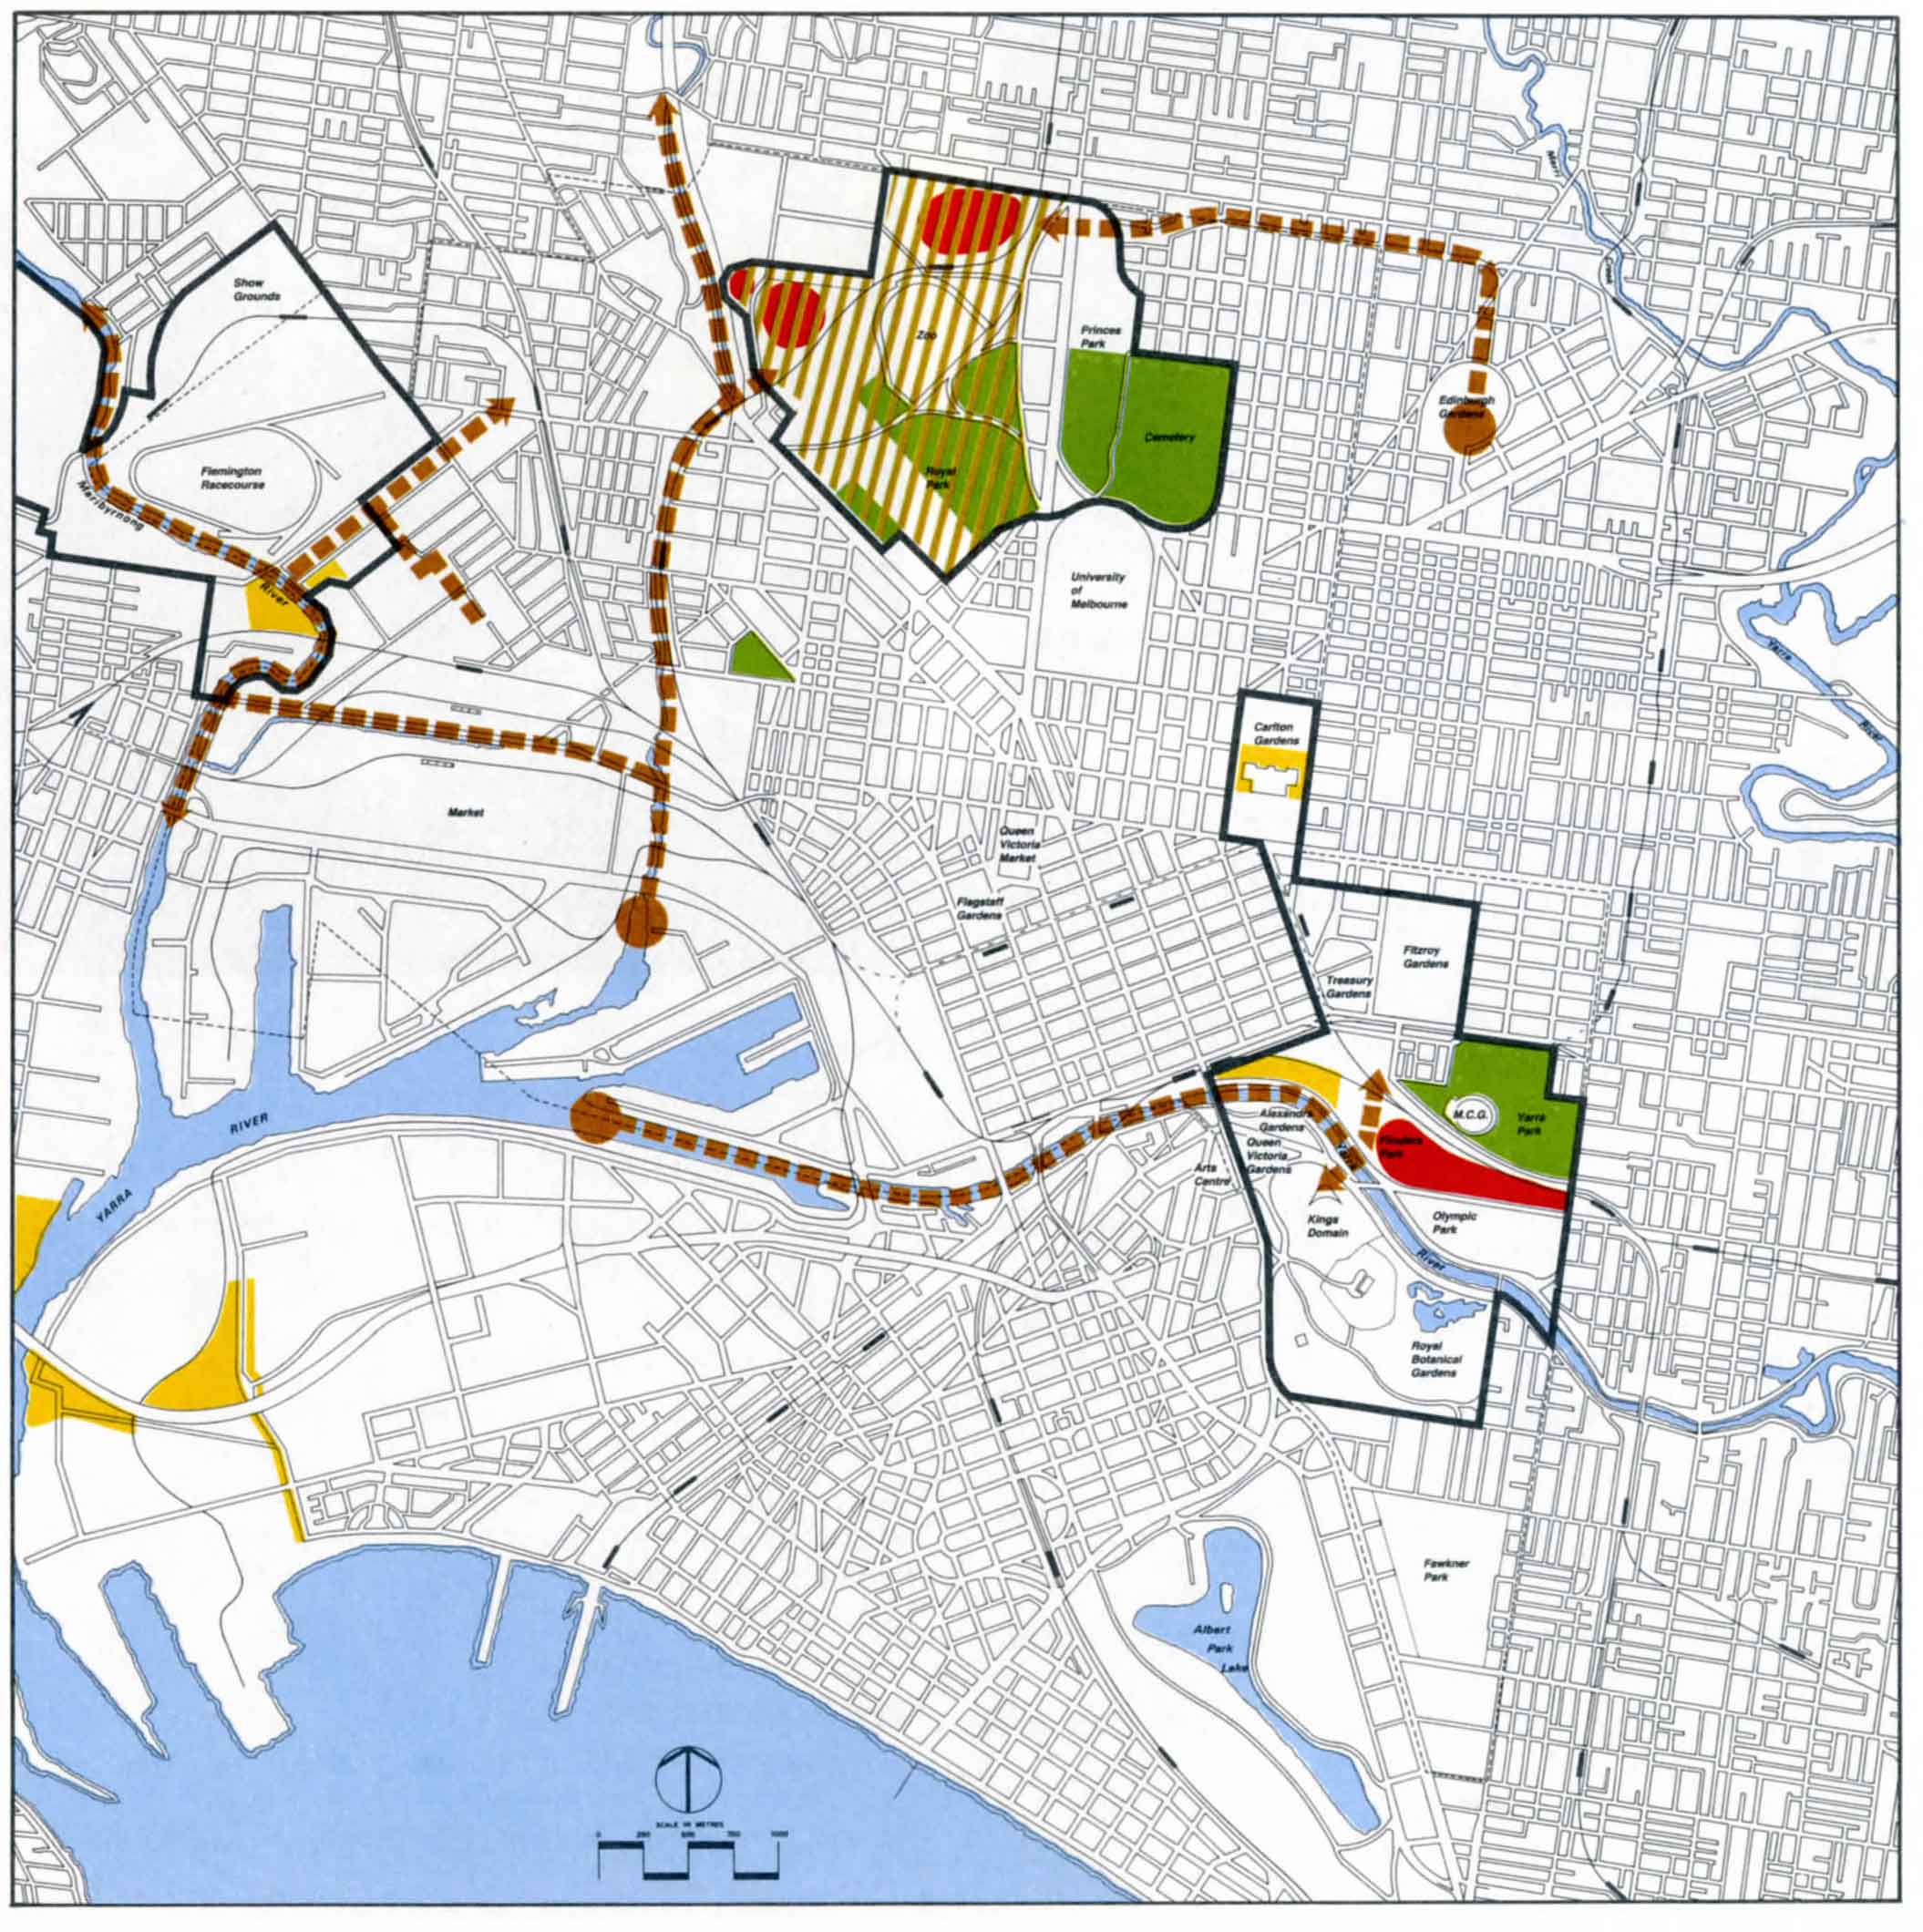 Merri
Creek
Show
Grounds
Zoo
Princes
Park
Edinburgh
Gardens
Cemetery
Flemington
Racecourse
Royal
Park
Maribyrnong
River
University
of
Melbourne
Yarra
River
Carlton
Gardens
Market
Queen
Victoria
Market
Flagstaff
Gardens
Fitzroy
Gardens
Treasury
Gardens
RIVER
YARRA
Alexandra
Gardens
Queen
Victoria
Gardens
Arts
Centre
Yarra
Flinders
Park
M.C.G.
Yarra
Park
Kings
Domain
Olympic
Park
River
Royal
Botanical
Gardens
Fawkner
Park
Albert
Park
Lake
SCALE IN METRES
0 250 500 750 1000